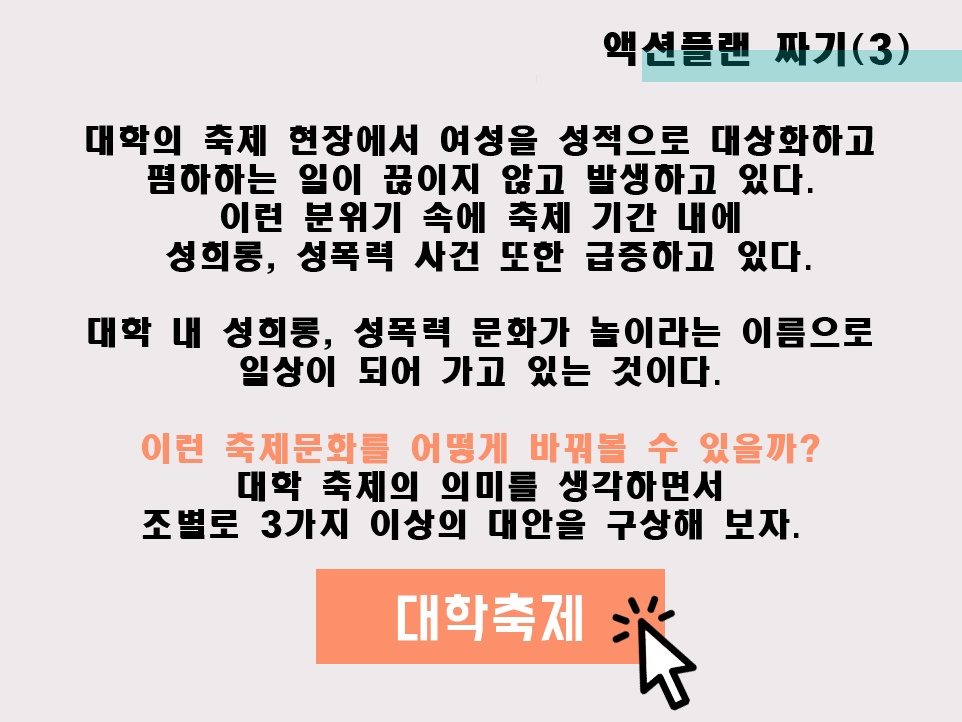 액션플랜 짜기(3)
대학의 축제 현장에서 여성을 성적으로 대상화하고
폄하하는 일이 끊이지 않고 발생하고 있다.
이런 분위기 속에 축제 기간 내에
성희롱, 성폭력 사건 또한 급증하고 있다.
대학 내 성희롱, 성폭력 문화가 놀이라는 이름으로
일상이 되어 가고 있는 것이다.
이런 축제문화를 어떻게 바꿔볼 수 있을까?
대학 축제의 의미를 생각하면서
조별로 3가지 이상의 대안을 구상해 보자.
대학축제